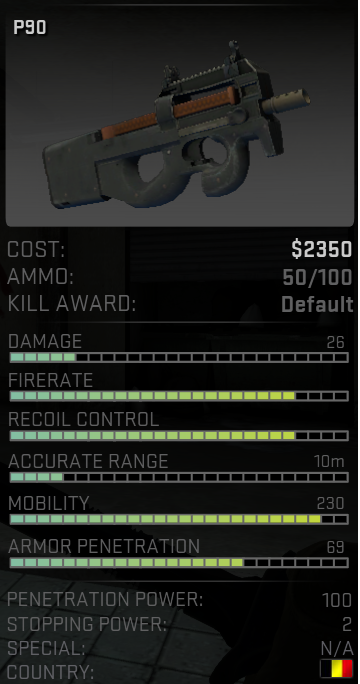 P90
COST: $2350
AMMO: 50/100
KILL AWARD: Default
DAMAGE 26
FIRERATE
RECOIL CONTROL
ACCURATE RANGE 10m
MOBILITY 230
ARMOR PENETRATION 69
PENETRATION POWER: 100
STOPPING POWER: 2
SPECIAL: N/A
COUNTRY: